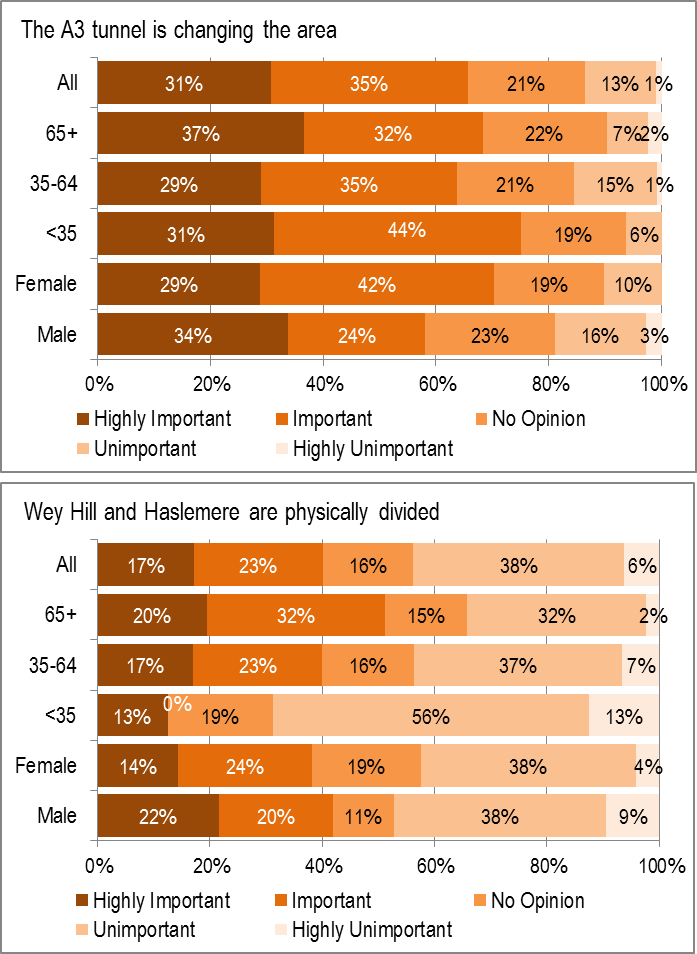 The A3 tunnel is changing the area
All 31% 35% 21% 13% 1%
65+ 37% 32% 22% 7% 2%
35-64 29% 35% 21% 15% 1%
<35 31% 44% 19% 6%
Female 29% 42% 19% 10%
Male 34% 24% 23% 16% 3%
0% 20% 40% 60% 80% 100%
Highly Important Important No Opinion
Unimportant Highly Unimportant
Wey Hill and Haslemere are physically divided
All 17% 23% 16% 38% 6%
65+ 20% 32% 15% 32% 2%
35-64 17% 23% 16% 37% 7%
<35 13% 0% 19% 56% 13%
Female 14% 24% 19% 38% 4%
Male 22% 20% 11% 38% 9%
0% 20% 40% 60% 80% 100%
Highly Important Important No Opinion
Unimportant Highly Unimportant